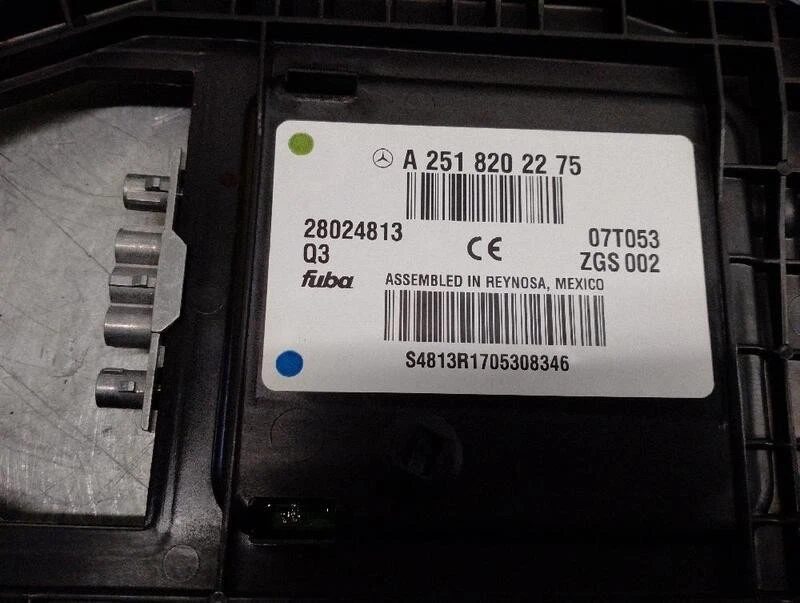 A 251 820 22 75
28024813
07T053
Q3
CE
ZGS 002
fuba
ASSEMBLED IN REYNOSA, MEXICO
S4813R1705308346